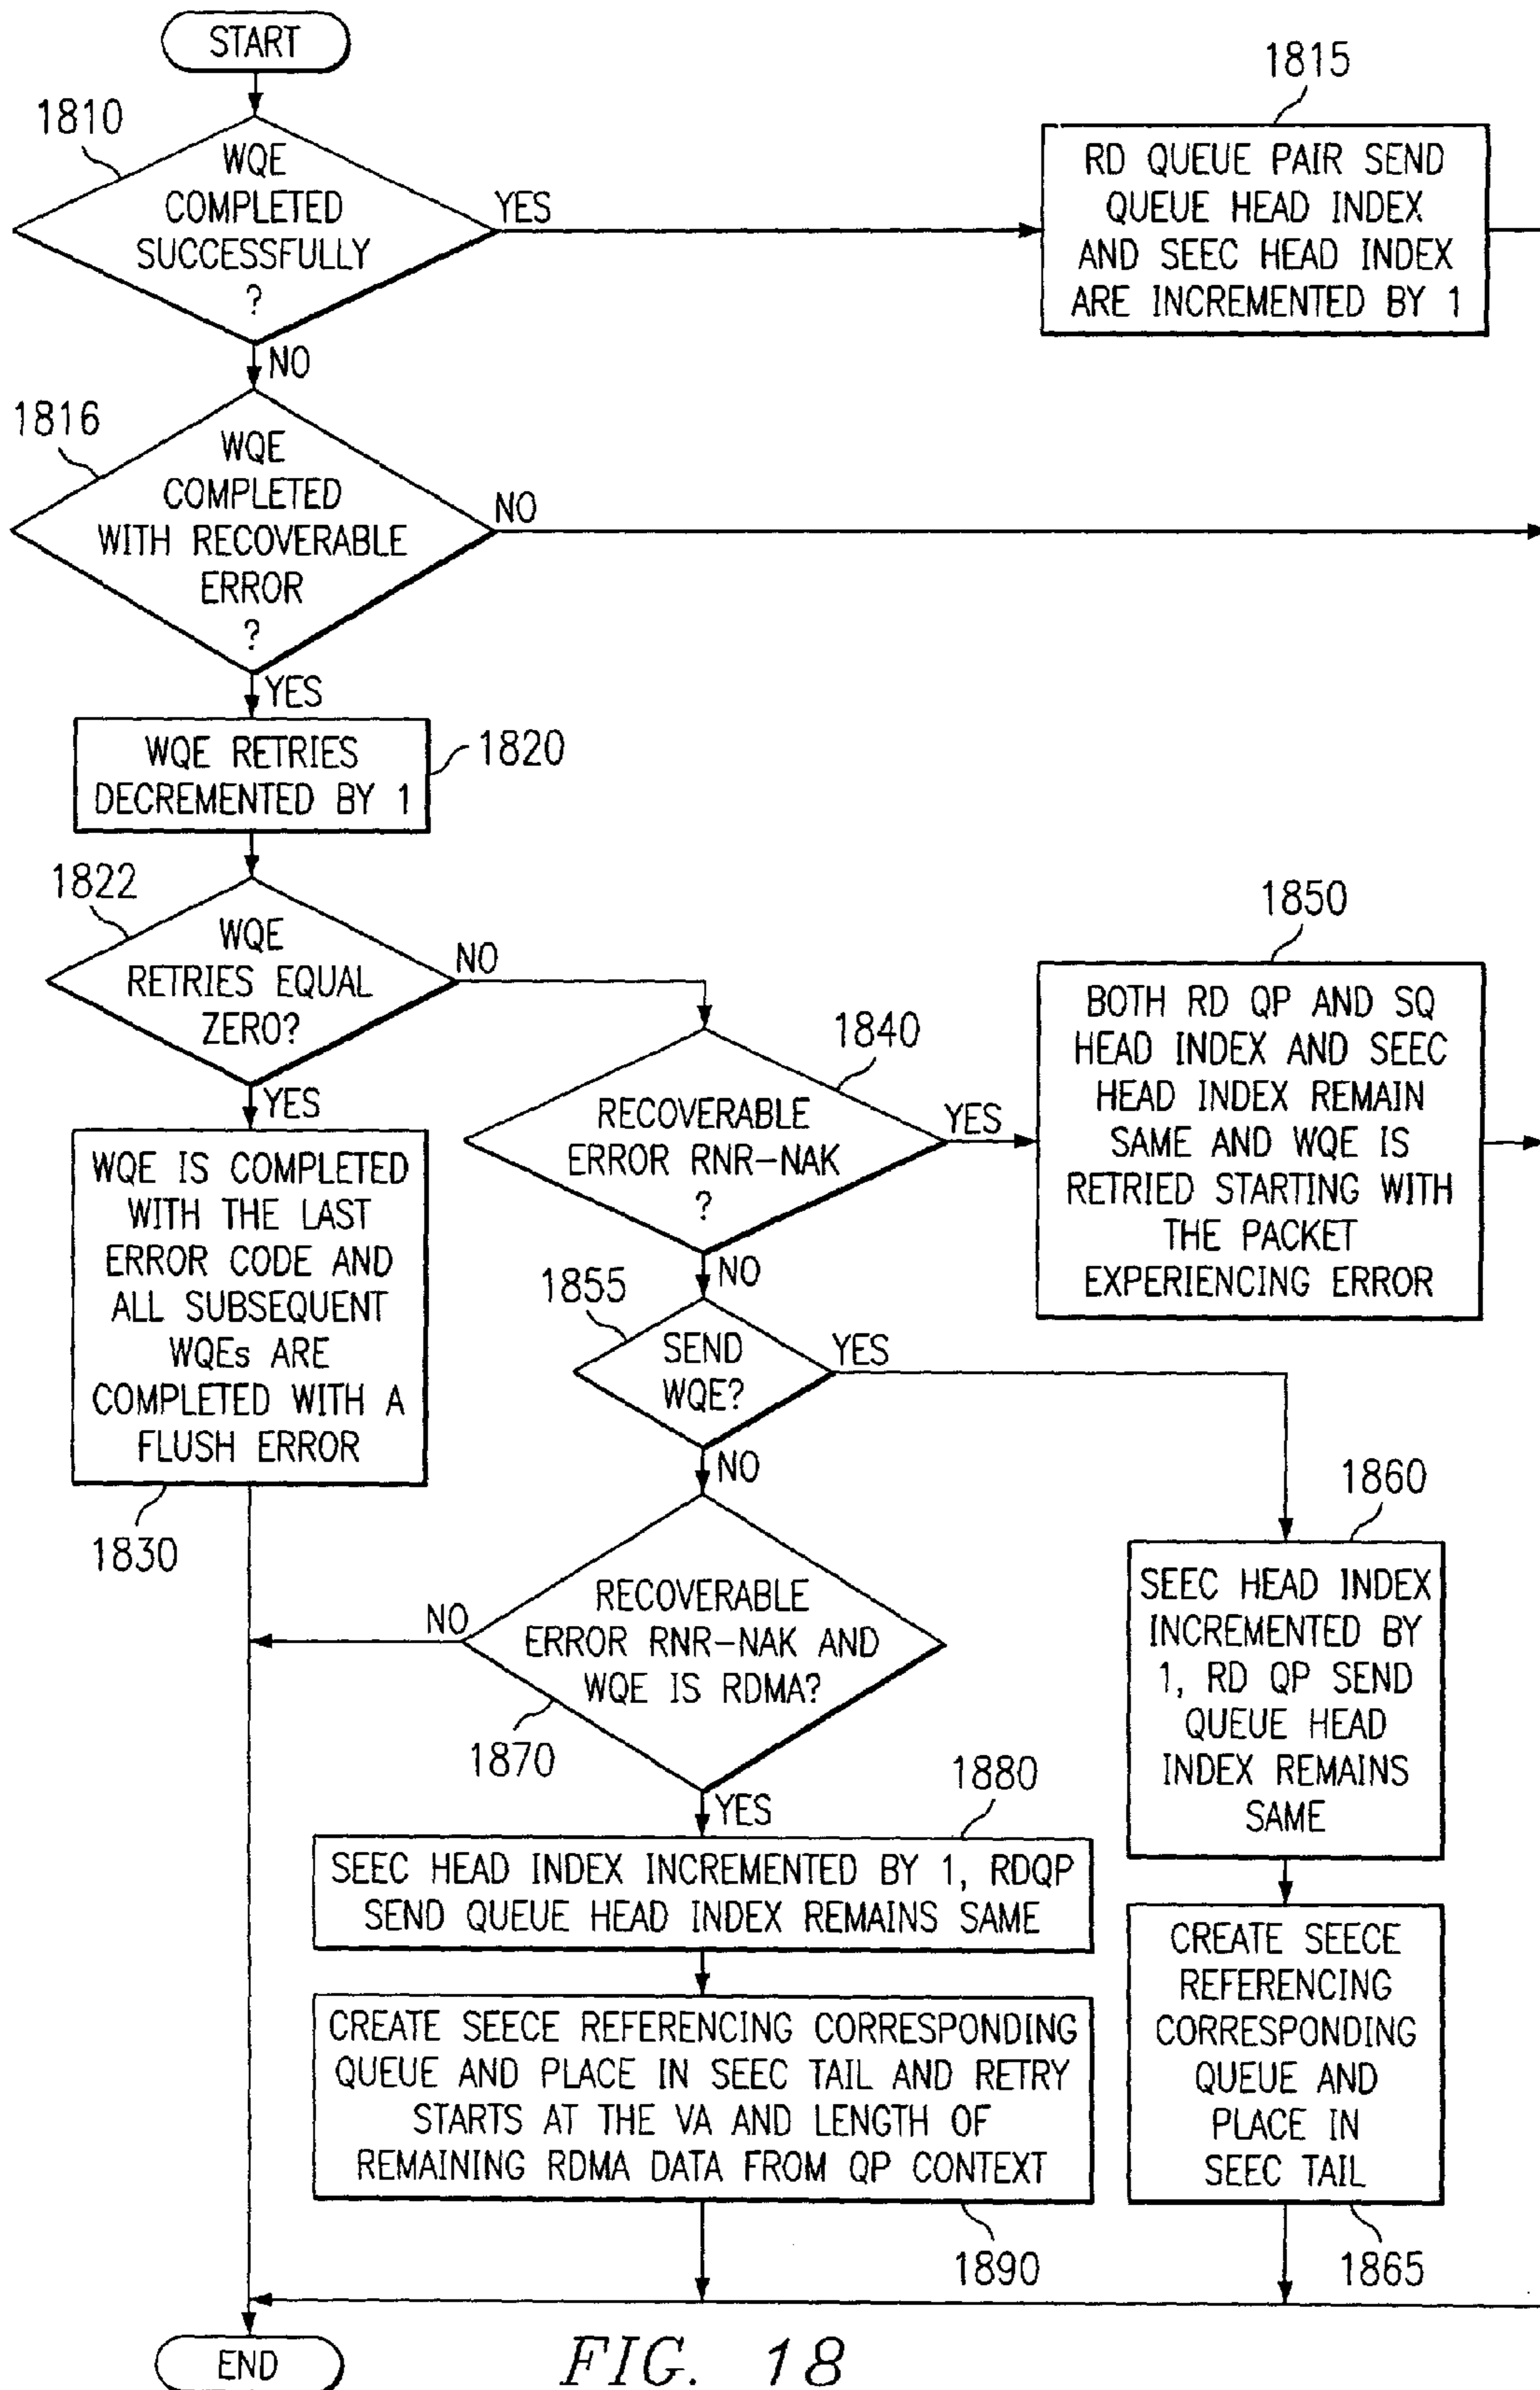 START
1810
WQE
COMPLETED
SUCCESSFULLY
?
YES
1815
RD QUEUE PAIR SEND
QUEUE HEAD INDEX
AND SEEC HEAD INDEX
ARE INCREMENTED BY 1
NO
1816
WQE
COMPLETED
WITH RECOVERABLE
ERROR
?
NO
YES
WQE RETRIES
DECREMENTED BY 1
1820
1822
WQE
RETRIES EQUAL
ZERO?
NO
YES
1840
RECOVERABLE
ERROR RNR-NAK
?
YES
1850
BOTH RD QP AND SQ
HEAD INDEX AND SEEC
HEAD INDEX REMAIN
SAME AND WQE IS
RETRIED STARTING WITH
THE PACKET
EXPERIENCING ERROR
WQE IS COMPLETED
WITH THE LAST
ERROR CODE AND
ALL SUBSEQUENT
WQEs ARE
COMPLETED WITH A
FLUSH ERROR
1830
NO
1855
SEND
WQE?
YES
NO
1860
SEEC HEAD INDEX
INCREMENTED BY
1, RD QP SEND
QUEUE HEAD
INDEX REMAINS
SAME
RECOVERABLE
ERROR RNR-NAK AND
WQE IS RDMA?
NO
1870
YES
1880
SEEC HEAD INDEX INCREMENTED BY 1, RDQP
SEND QUEUE HEAD INDEX REMAINS SAME
CREATE SEECE REFERENCING CORRESPONDING
QUEUE AND PLACE IN SEEC TAIL AND RETRY
STARTS AT THE VA AND LENGTH OF
REMAINING RDMA DATA FROM QP CONTEXT
1890
CREATE SEECE
REFERENCING
CORRESPONDING
QUEUE AND
PLACE IN
SEEC TAIL
1865
END
FIG. 18